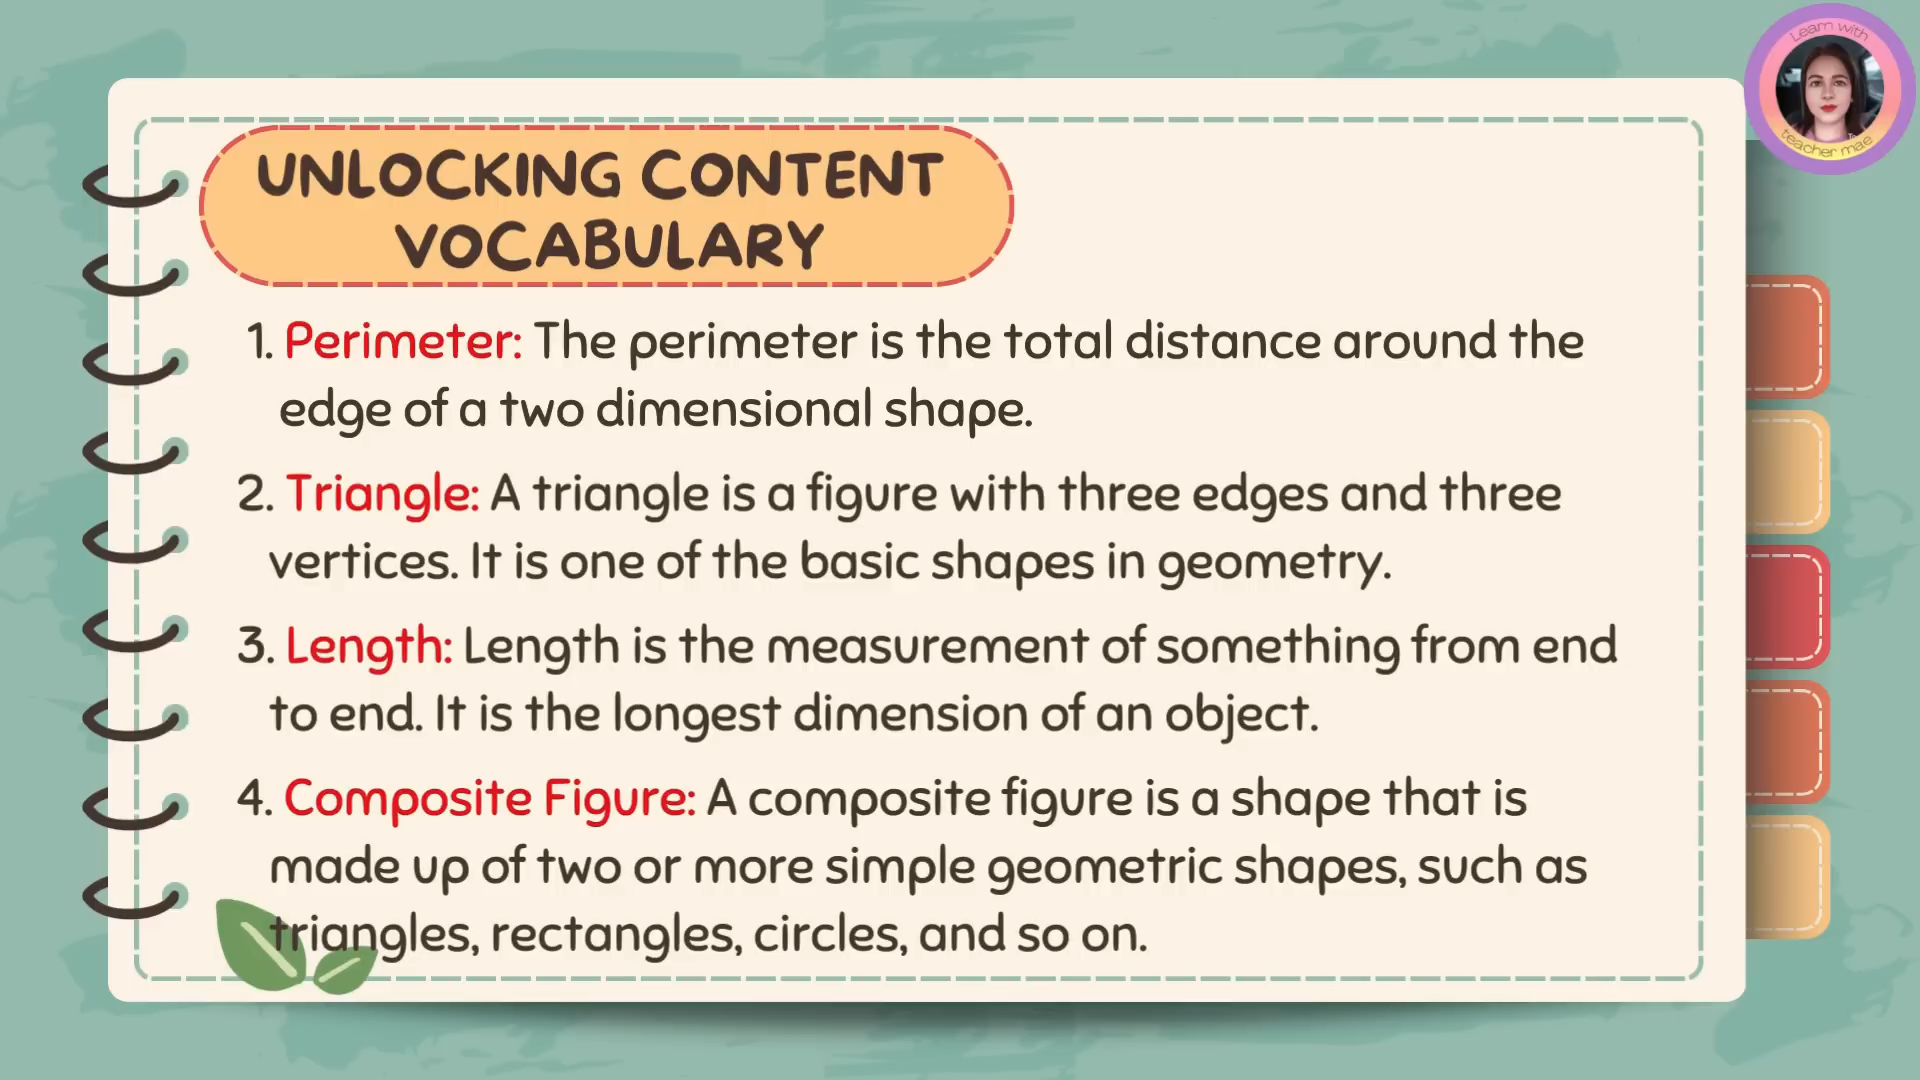 Learn with
teacher mae
UNLOCKING CONTENT
VOCABULARY
1. Perimeter: The perimeter is the total distance around the
edge of a two dimensional shape.
2. Triangle: A triangle is a figure with three edges and three
vertices. It is one of the basic shapes in geometry.
3. Length: Length is the measurement of something from end
to end. It is the longest dimension of an object.
4. Composite Figure: A composite figure is a shape that is
made up of two or more simple geometric shapes, such as
triangles, rectangles, circles, and so on.